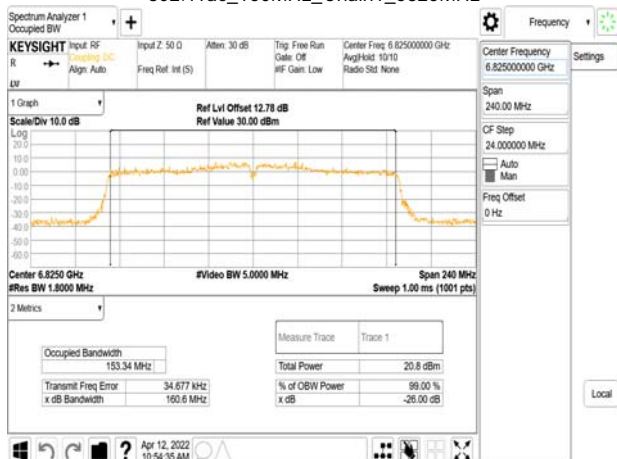 Spectrum Analyzer 1
Occupied BW
+
Frequency
KEYSIGHT
R
LVI
Input: RF
Coupling: DC
Align: Auto
Input Z: 50 Ω
Freq Ref: Int (S)
Atten: 30 dB
Trig: Free Run
Gate: Off
#IF Gain: Low
Center Freq: 6.825000000 GHz
Avg|Hold: 10/10
Radio Std: None
Center Frequency
6.825000000 GHz
Settings
Span
240.00 MHz
CF Step
24.000000 MHz
Auto
Man
Freq Offset
0 Hz
1 Graph
Scale/Div 10.0 dB
Ref Lvl Offset 12.78 dB
Ref Value 30.00 dBm
Log
20.0
10.0
0.00
-10.0
-20.0
-30.0
-40.0
-50.0
-60.0
Center 6.8250 GHz
#Res BW 1.8000 MHz
#Video BW 5.0000 MHz
Span 240 MHz
Sweep 1.00 ms (1001 pts)
2 Metrics
Measure Trace
Trace 1
Occupied Bandwidth
153.34 MHz
Total Power
20.8 dBm
Transmit Freq Error
34.677 kHz
% of OBW Power
99.00 %
x dB Bandwidth
160.6 MHz
x dB
-26.00 dB
Local
?
Apr 12, 2022
10:54:35 AM